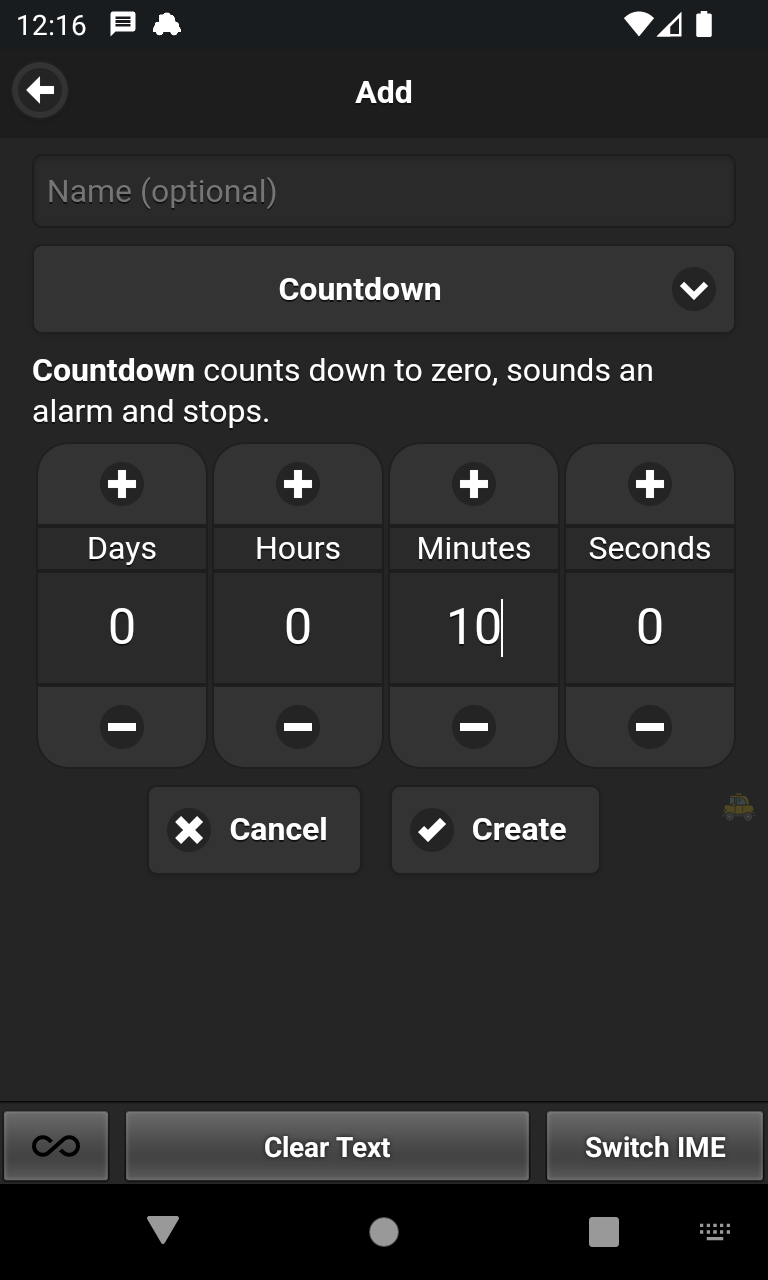 12:16
Add
Name (optional)
Countdown
Countdown counts down to zero, sounds an
alarm and stops.
Days Hours Minutes Seconds
0 0 10 0
Cancel Create
Clear Text Switch IME